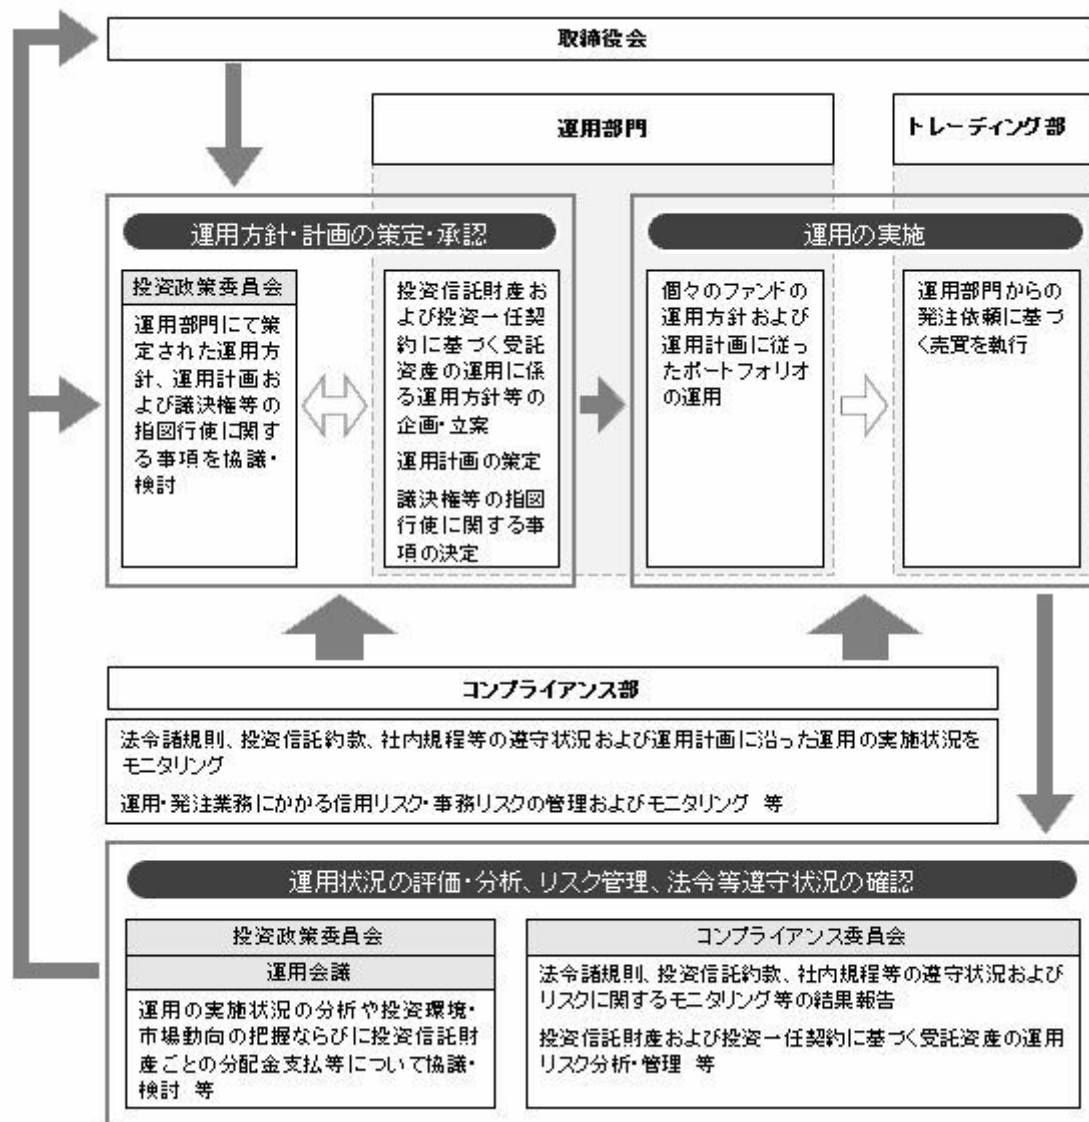 取締役会
運用部門
トレーディング部
運用方針・計画の策定・承認
投資政策委員会
運用部門にて策
定された運用方
針、運用計画お
よび議決権等の
指図行使に関す
る事項を協議・
検討
投資信託財産お
よび投資一任契
約に基づく受託
資産の運用に係
る運用方針等の
企画・立案
運用計画の策定
議決権等の指図
行使に関する事
項の決定
運用の実施
個々のファンドの
運用方針および
運用計画に従っ
たポートフォリオ
の運用
運用部門からの
発注依頼に基づ
く売買を執行
コンプライアンス部
法令諸規則、投資信託約款、社内規程等の遵守状況および運用計画に沿った運用の実施状況を
モニタリング
運用・発注業務にかかる信用リスク・事務リスクの管理およびモニタリング 等
運用状況の評価・分析、リスク管理、法令等遵守状況の確認
投資政策委員会
運用会議
運用の実施状況の分析や投資環境・
市場動向の把握ならびに投資信託財
産ごとの分配金支払等について協議・
検討 等
コンプライアンス委員会
法令諸規則、投資信託約款、社内規程等の遵守状況および
リスクに関するモニタリング等の結果報告
投資信託財産および投資一任契約に基づく受託資産の運用
リスク分析・管理 等